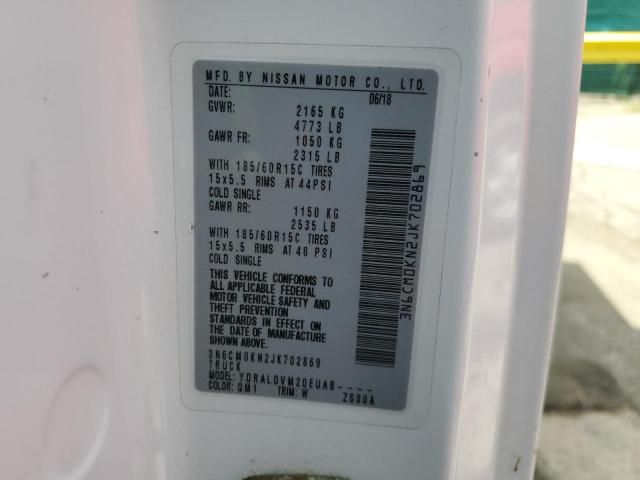 MFD. BY NISSAN MOTOR CO., LTD.
DATE: 06/18
GVWR: 2165 KG
4773 LB
GAWR FR: 1050 KG
2315 LB
WITH 185/60R15C TIRES
15x5.5 RIMS AT 44PSI
COLD SINGLE
GAWR RR: 1150 KG
2535 LB
WITH 185/60R15C TIRES
15x5.5 RIMS AT 48 PSI
COLD SINGLE
THIS VEHICLE CONFORMS TO
ALL APPLICABLE FEDERAL
MOTOR VEHICLE SAFETY AND
THEFT PREVENTION
STANDARDS IN EFFECT ON
THE DATE OF MANUFACTURE
SHOWN ABOVE.
3N6CM0KN2JK702869
TRUCK
MODEL: YDRALDVM20EUAB----
COLOR: QM1 TRIM: W ZS00A
3N6CM0KN2JK702869